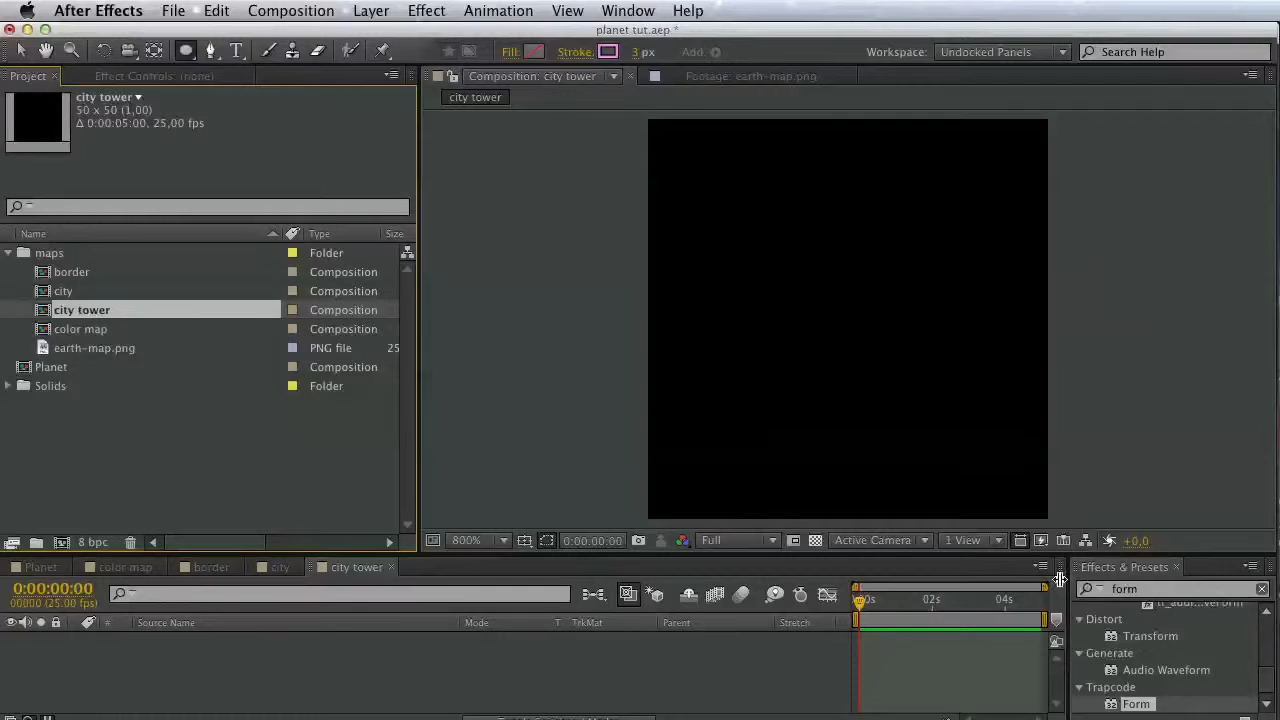 After Effects File Edit Composition Layer Effect Animation View Window Help
planet tut.aep *
Fill: Stroke: 3 px Add Workspace: Undocked Panels Search Help
Project Effect Controls: (none) Composition: city tower Footage: earth-map.png
city tower
50 x 50 (1,00)
Δ 0:00:05:00, 25,00 fps
city tower
Name Type Size
maps Folder
border Composition
city Composition
city tower Composition
color map Composition
earth-map.png PNG file 25
Planet Composition
Solids Folder
8 bpc
800% 0:00:00:00 Full Active Camera 1 View +0,0
Planet color map border city city tower
Effects & Presets
0:00:00:00
00000 (25.00 fps)
form
02s 04s
# Source Name Mode T TrkMat Parent Stretch
Distort
Transform
Generate
Audio Waveform
Trapcode
Form